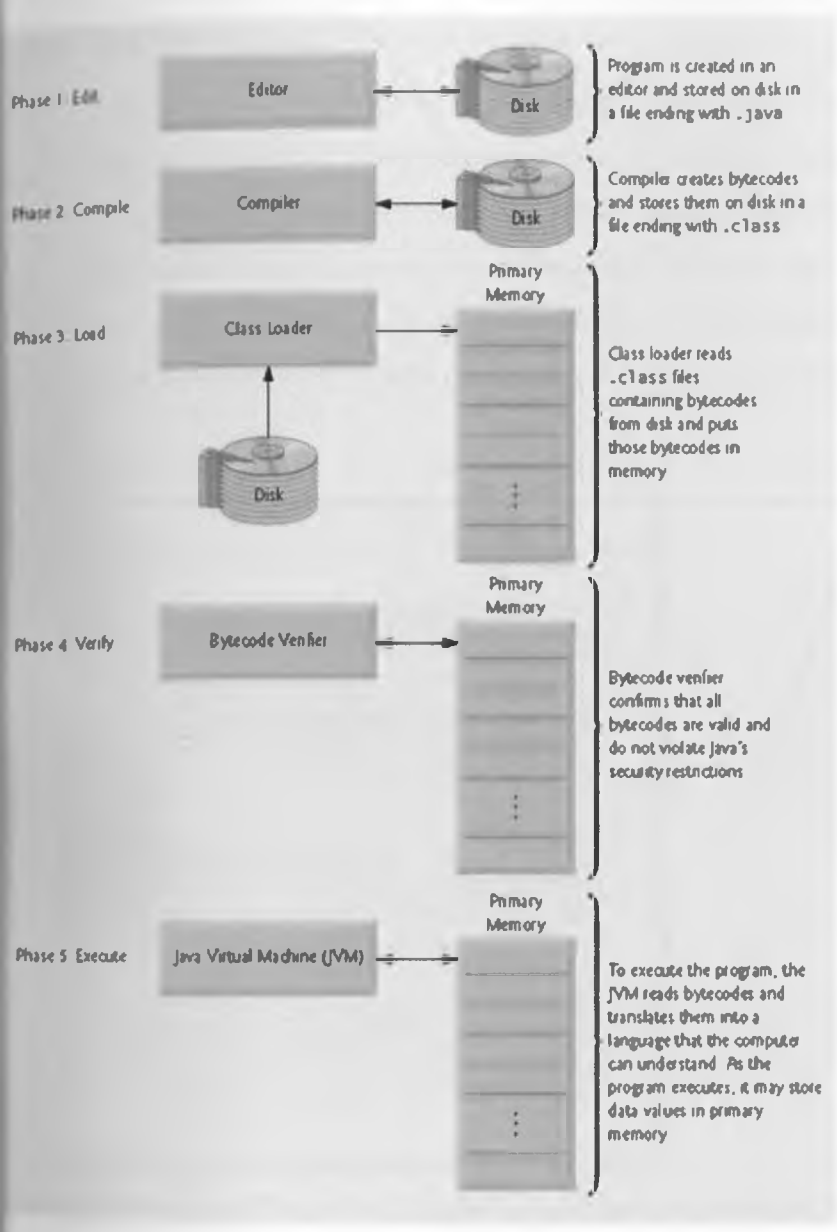 Phase 1 Edit
Editor
Disk
Program is created in an
editor and stored on disk in
a file ending with .java
Phase 2 Compile
Compiler
Disk
Compiler creates bytecodes
and stores them on disk in a
file ending with .class
Phase 3 Load
Class Loader
Disk
Primary
Memory
Class loader reads
.class files
containing bytecodes
from disk and puts
those bytecodes in
memory
Phase 4 Verify
Bytecode Verifier
Primary
Memory
Bytecode verifier
confirms that all
bytecodes are valid and
do not violate Java's
security restrictions
Phase 5 Execute
Java Virtual Machine (JVM)
Primary
Memory
To execute the program, the
JVM reads bytecodes and
translates them into a
language that the computer
can understand As the
program executes, it may store
data values in primary
memory